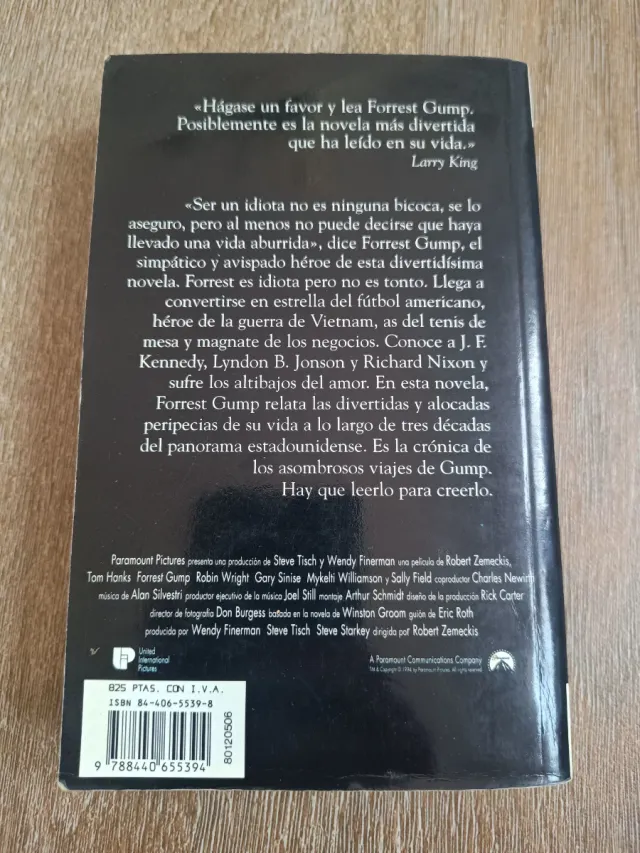 «Hágase un favor y lea Forrest Gump.
Posiblemente es la novela más divertida
que ha leído en su vida.»
Larry King
«Ser un idiota no es ninguna bicoca, se lo
aseguro, pero al menos no puede decirse que haya
llevado una vida aburrida», dice Forrest Gump, el
simpático y avispado héroe de esta divertidísima
novela. Forrest es idiota pero no es tonto. Llega a
convertirse en estrella del fútbol americano,
héroe de la guerra de Vietnam, as del tenis de
mesa y magnate de los negocios. Conoce a J. F.
Kennedy, Lyndon B. Jonson y Richard Nixon y
sufre los altibajos del amor. En esta novela,
Forrest Gump relata las divertidas y alocadas
peripecias de su vida a lo largo de tres décadas
del panorama estadounidense. Es la crónica de
los asombrosos viajes de Gump.
Hay que leerlo para creerlo.
Paramount Pictures presenta una producción de Steve Tisch y Wendy Finerman una película de Robert Zemeckis,
Tom Hanks Forrest Gump Robin Wright Gary Sinise Mykelti Williamson y Sally Field coproductor Charles Newirth
música de Alan Silvestri productor ejecutivo de la música Joel Still montaje Arthur Schmidt diseño de la producción Rick Carter
director de fotografía Don Burgess basada en la novela de Winston Groom guión de Eric Roth
producida por Wendy Finerman Steve Tisch Steve Starkey dirigida por Robert Zemeckis
United
International
Pictures
A Paramount Communications Company
TM & Copyright © 1994 by Paramount Pictures. All rights reserved
825 PTAS. CON I.V.A.
ISBN 84-406-5539-8
9 788440 655394
80120506